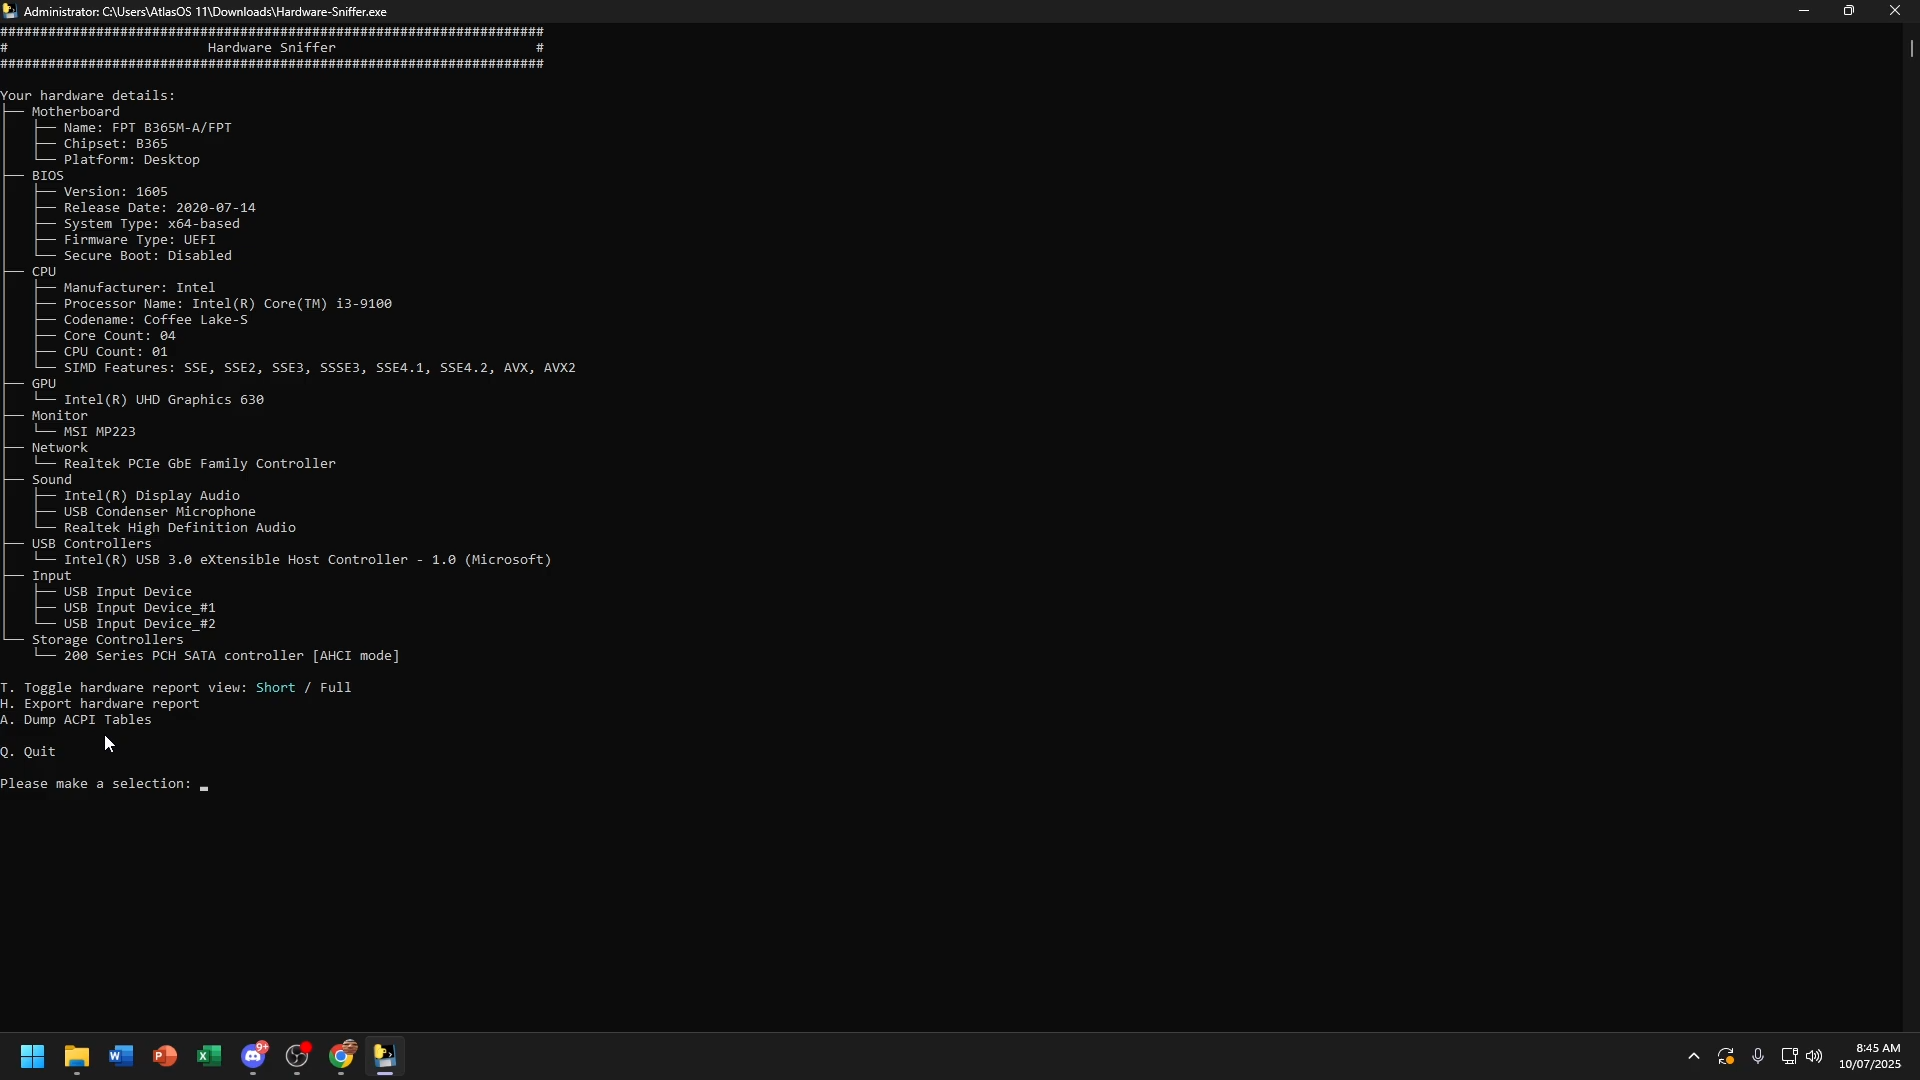 Administrator: C:\Users\AtlasOS 11\Downloads\Hardware-Sniffer.exe
####################################################################
# Hardware Sniffer #
####################################################################
Your hardware details:
├── Motherboard
│   ├── Name: FPT B365M-A/FPT
│   ├── Chipset: B365
│   └── Platform: Desktop
├── BIOS
│   ├── Version: 1605
│   ├── Release Date: 2020-07-14
│   ├── System Type: x64-based
│   ├── Firmware Type: UEFI
│   └── Secure Boot: Disabled
├── CPU
│   ├── Manufacturer: Intel
│   ├── Processor Name: Intel(R) Core(TM) i3-9100
│   ├── Codename: Coffee Lake-S
│   ├── Core Count: 04
│   ├── CPU Count: 01
│   └── SIMD Features: SSE, SSE2, SSE3, SSSE3, SSE4.1, SSE4.2, AVX, AVX2
├── GPU
│   └── Intel(R) UHD Graphics 630
├── Monitor
│   └── MSI MP223
├── Network
│   └── Realtek PCIe GbE Family Controller
├── Sound
│   ├── Intel(R) Display Audio
│   ├── USB Condenser Microphone
│   └── Realtek High Definition Audio
├── USB Controllers
│   └── Intel(R) USB 3.0 eXtensible Host Controller - 1.0 (Microsoft)
├── Input
│   ├── USB Input Device
│   ├── USB Input Device_#1
│   └── USB Input Device_#2
└── Storage Controllers
    └── 200 Series PCH SATA controller [AHCI mode]
T. Toggle hardware report view: Short / Full
H. Export hardware report
A. Dump ACPI Tables
Q. Quit
Please make a selection:
9+
8:45 AM
10/07/2025